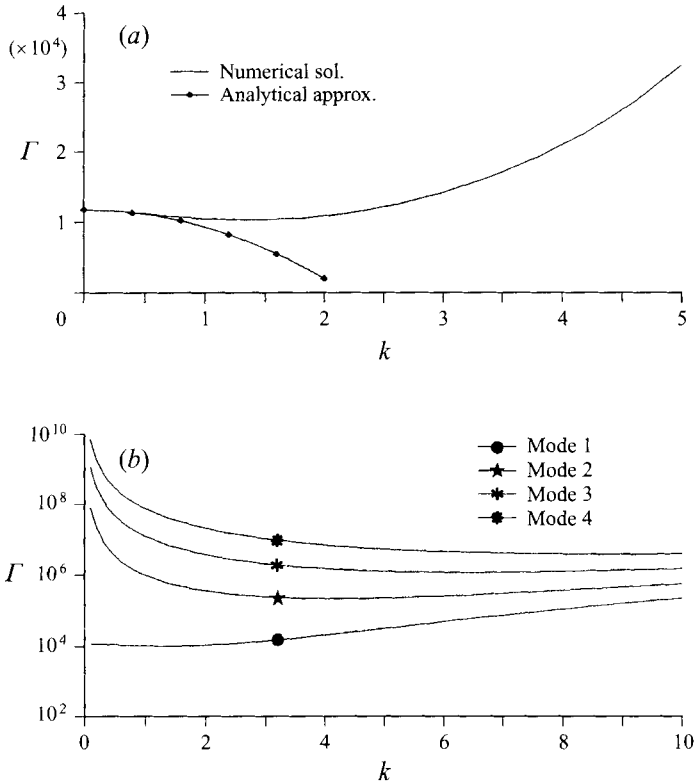 4
(×10⁴)
(a)
Numerical sol.
Analytical approx.
3
Γ
2
1
0 1 2 3 4 5
k
10¹⁰
(b)
Mode 1
Mode 2
Mode 3
Mode 4
10⁸
Γ
10⁶
10⁴
10²
0 2 4 6 8 10
k